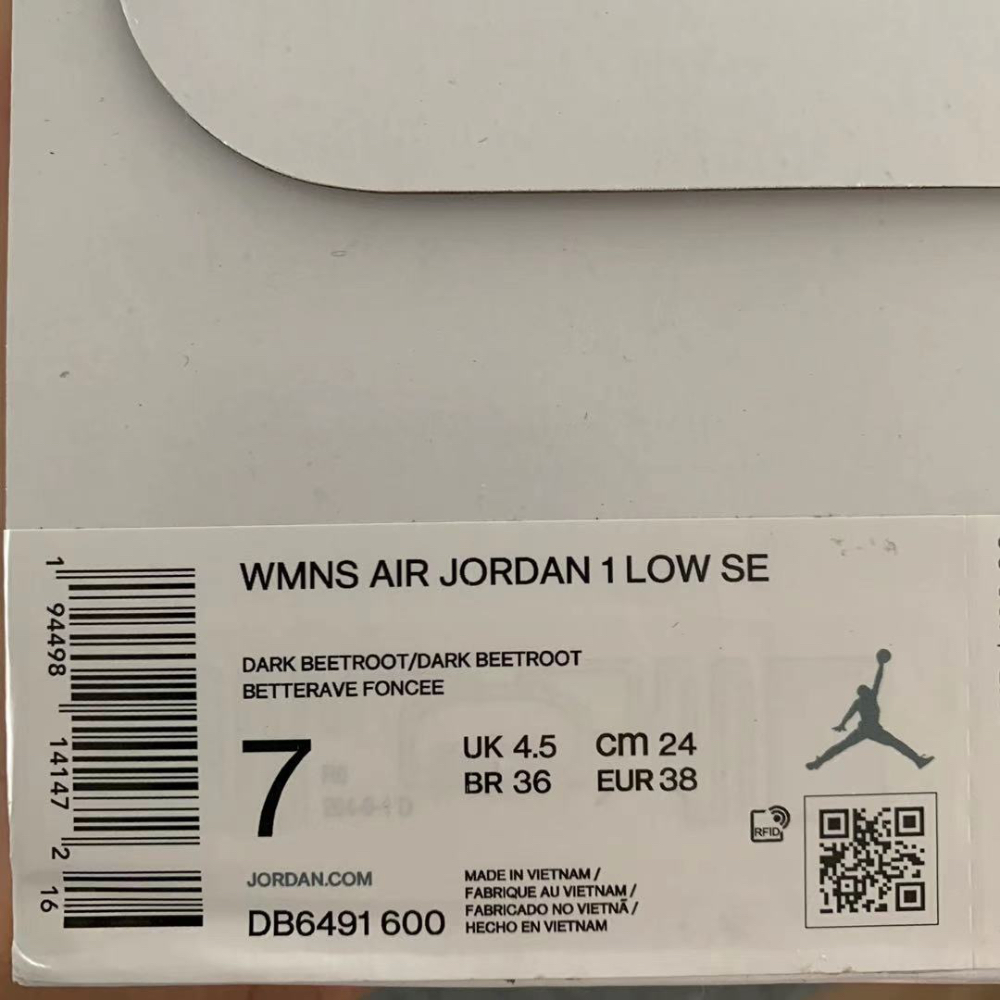 WMNS AIR JORDAN 1 LOW SE
DARK BEETROOT/DARK BEETROOT
BETTERAVE FONCEE
7
UK 4.5 cm 24
BR 36 EUR 38
RFID
JORDAN.COM
DB6491 600
MADE IN VIETNAM /
FABRIQUE AU VIETNAM /
FABRICADO NO VIETNÃ /
HECHO EN VIETNAM
1 94498 14147 2 16